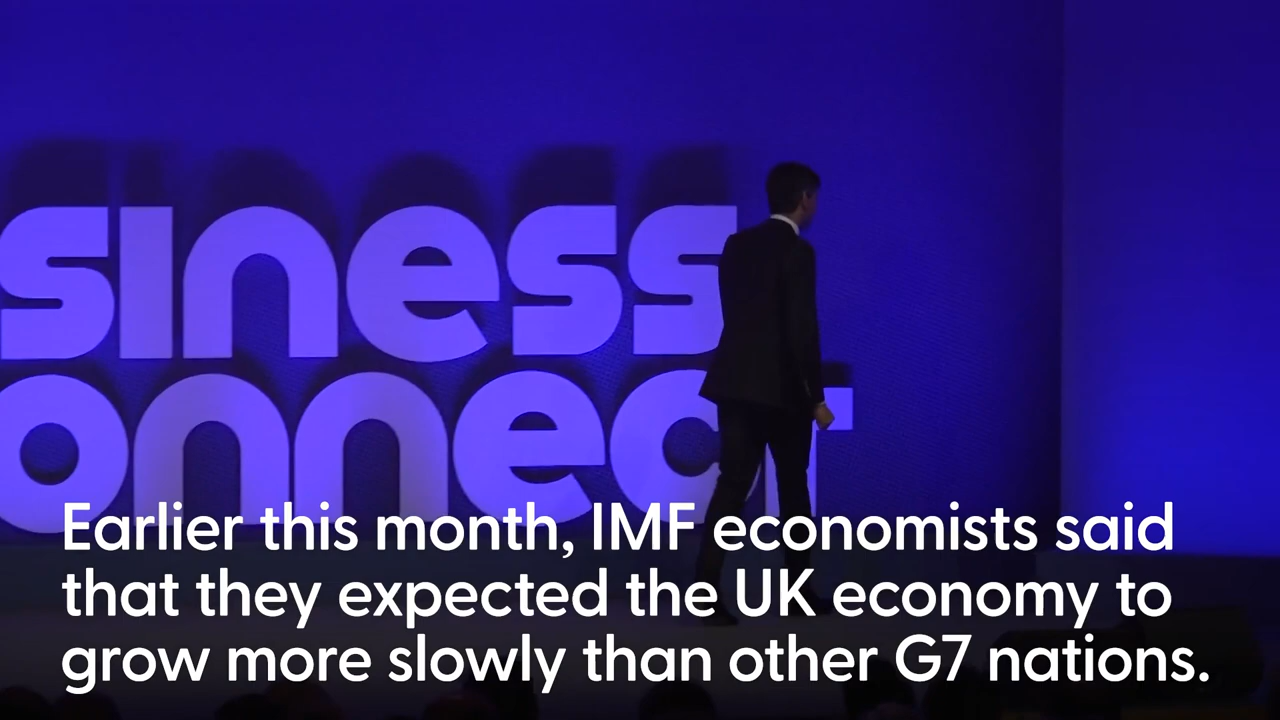 siness
onnect
Earlier this month, IMF economists said
that they expected the UK economy to
grow more slowly than other G7 nations.